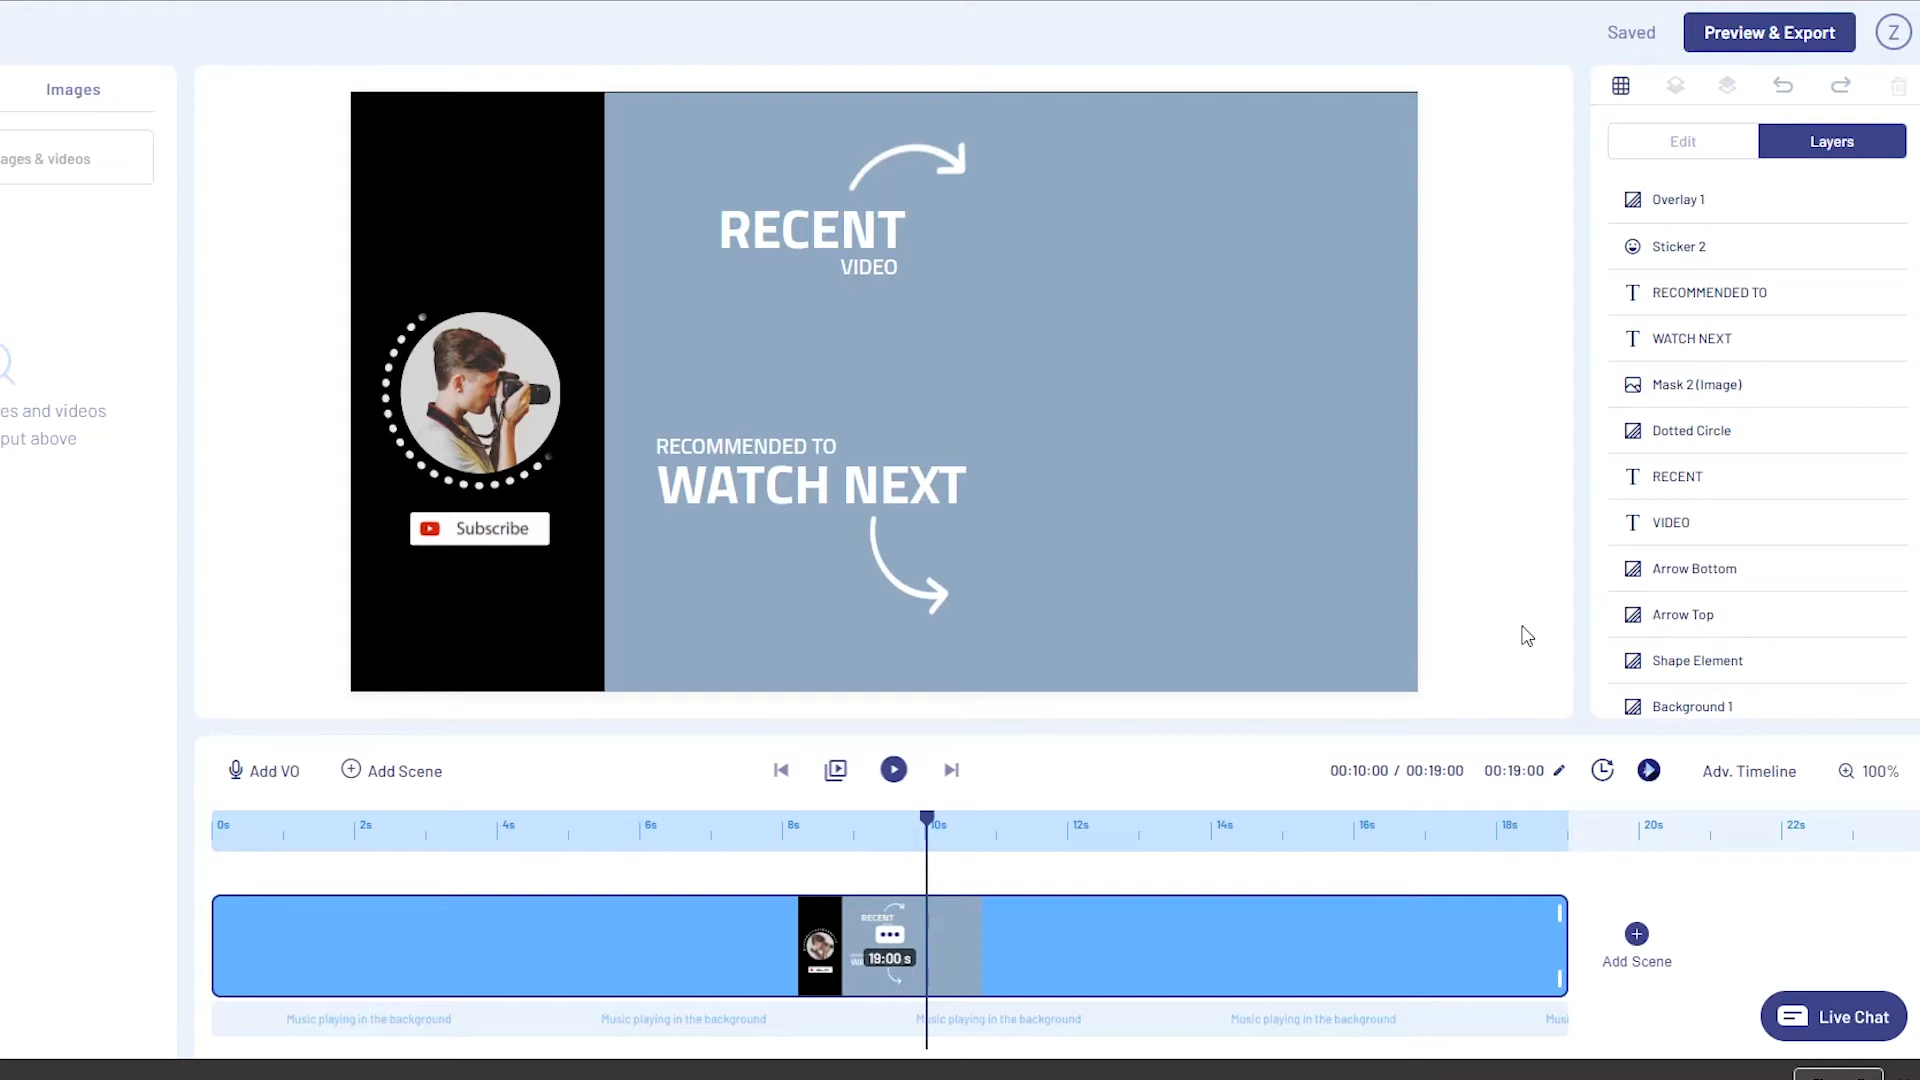 Saved
Preview & Export
Z
Images
ages & videos
es and videos
put above
RECENT
VIDEO
RECOMMENDED TO
WATCH NEXT
Subscribe
Edit
Layers
Overlay 1
Sticker 2
RECOMMENDED TO
WATCH NEXT
Mask 2 (Image)
Dotted Circle
RECENT
VIDEO
Arrow Bottom
Arrow Top
Shape Element
Background 1
Add VO
Add Scene
00:10:00 / 00:19:00
00:19:00
Adv. Timeline
100%
0s
2s
4s
6s
8s
10s
12s
14s
16s
18s
20s
22s
RECENT
19:00 s
Add Scene
Music playing in the background
Music playing in the background
Music playing in the background
Music playing in the background
Musi
Live Chat